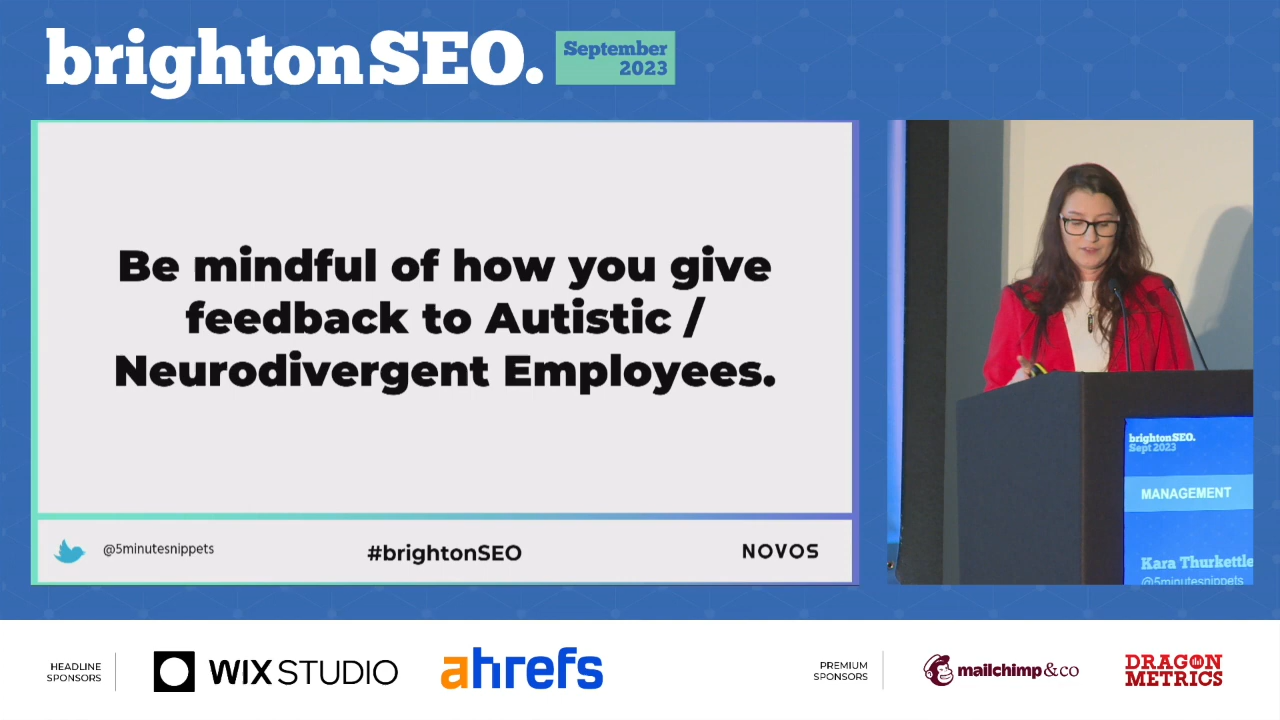 brightonSEO.
September
2023
Be mindful of how you give
feedback to Autistic /
Neurodivergent Employees.
@5minutesnippets
#brightonSEO
NOVOS
brightonSEO.
Sept 2023
MANAGEMENT
Kara Thurkettle
@5minutesnippets
HEADLINE
SPONSORS
WIX STUDIO
ahrefs
PREMIUM
SPONSORS
mailchimp&co
DRAGON
METRICS